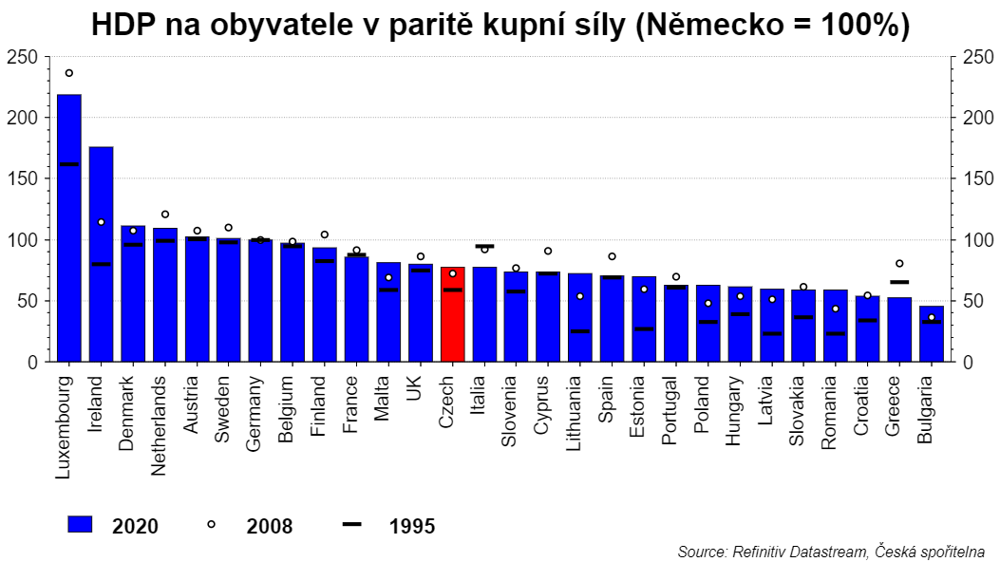 HDP na obyvatele v paritě kupní síly (Německo = 100%)
250 250
200 200
150 150
100 100
50 50
0 0
Luxembourg
Ireland
Denmark
Netherlands
Austria
Sweden
Germany
Belgium
Finland
France
Malta
UK
Czech
Italia
Slovenia
Cyprus
Lithuania
Spain
Estonia
Portugal
Poland
Hungary
Latvia
Slovakia
Romania
Croatia
Greece
Bulgaria
2020 2008 1995
Source: Refinitiv Datastream, Česká spořitelna